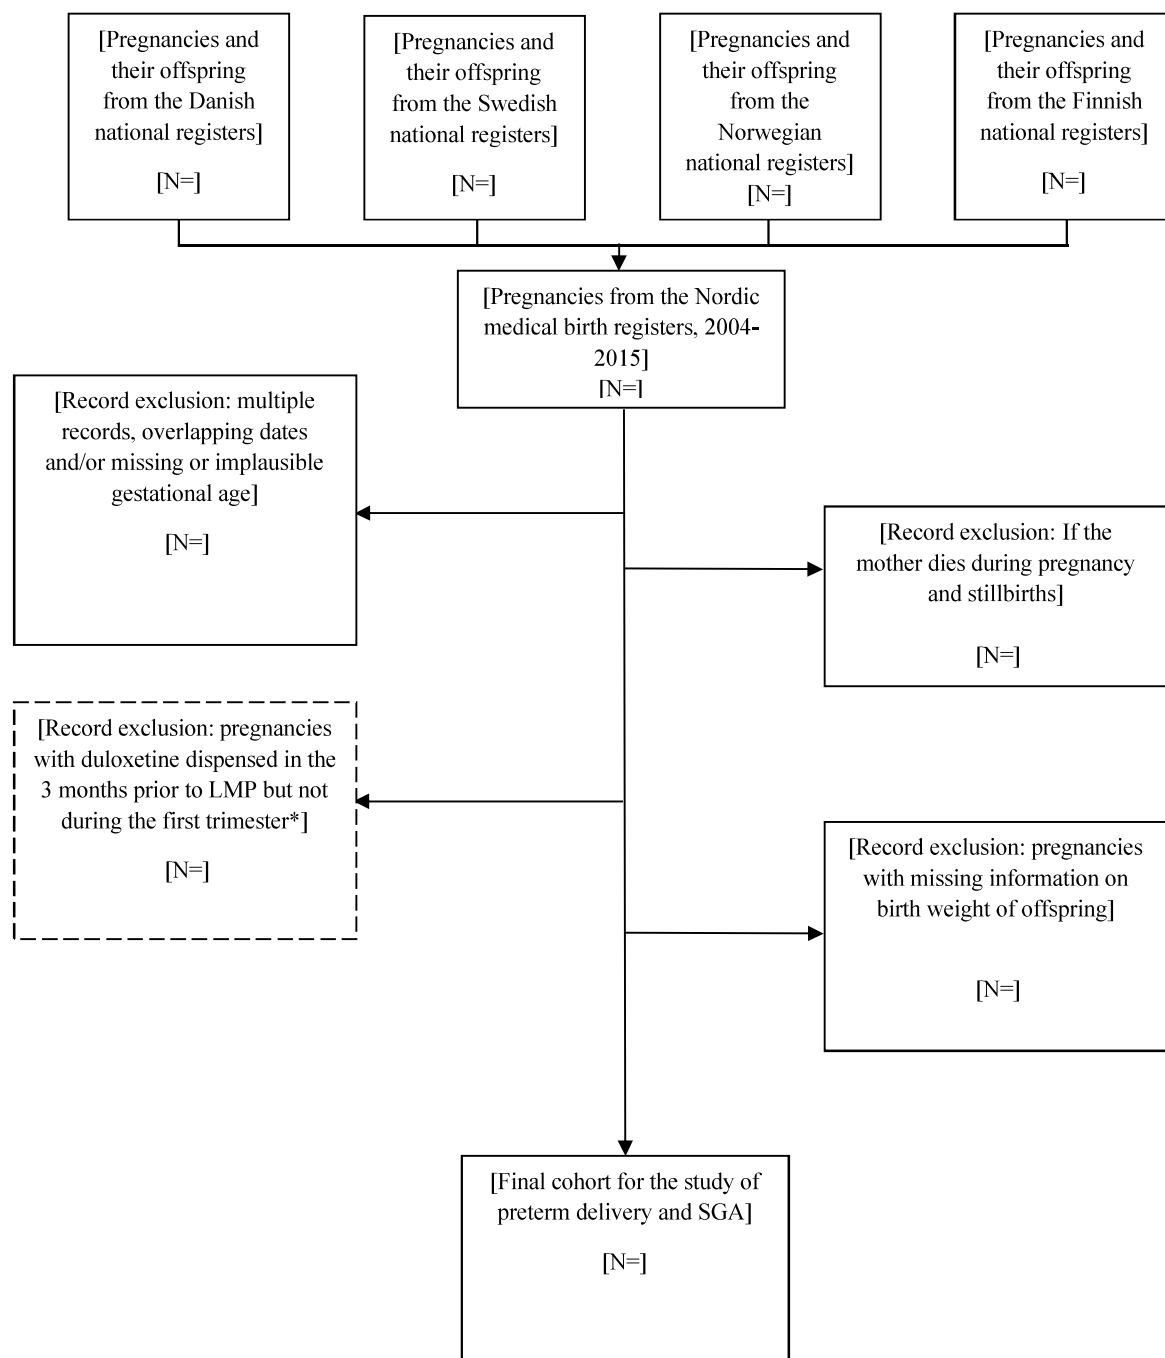 [Pregnancies and
their offspring
from the Danish
national registers]
[N=]
[Pregnancies and
their offspring
from the Swedish
national registers]
[N=]
[Pregnancies and
their offspring
from the
Norwegian
national registers]
[N=]
[Pregnancies and
their offspring
from the Finnish
national registers]
[N=]
[Pregnancies from the Nordic
medical birth registers, 2004-
2015]
[N=]
[Record exclusion: multiple
records, overlapping dates
and/or missing or implausible
gestational age]
[N=]
[Record exclusion: If the
mother dies during pregnancy
and stillbirths]
[N=]
[Record exclusion: pregnancies
with duloxetine dispensed in the
3 months prior to LMP but not
during the first trimester*]
[N=]
[Record exclusion: pregnancies
with missing information on
birth weight of offspring]
[N=]
[Final cohort for the study of
preterm delivery and SGA]
[N=]